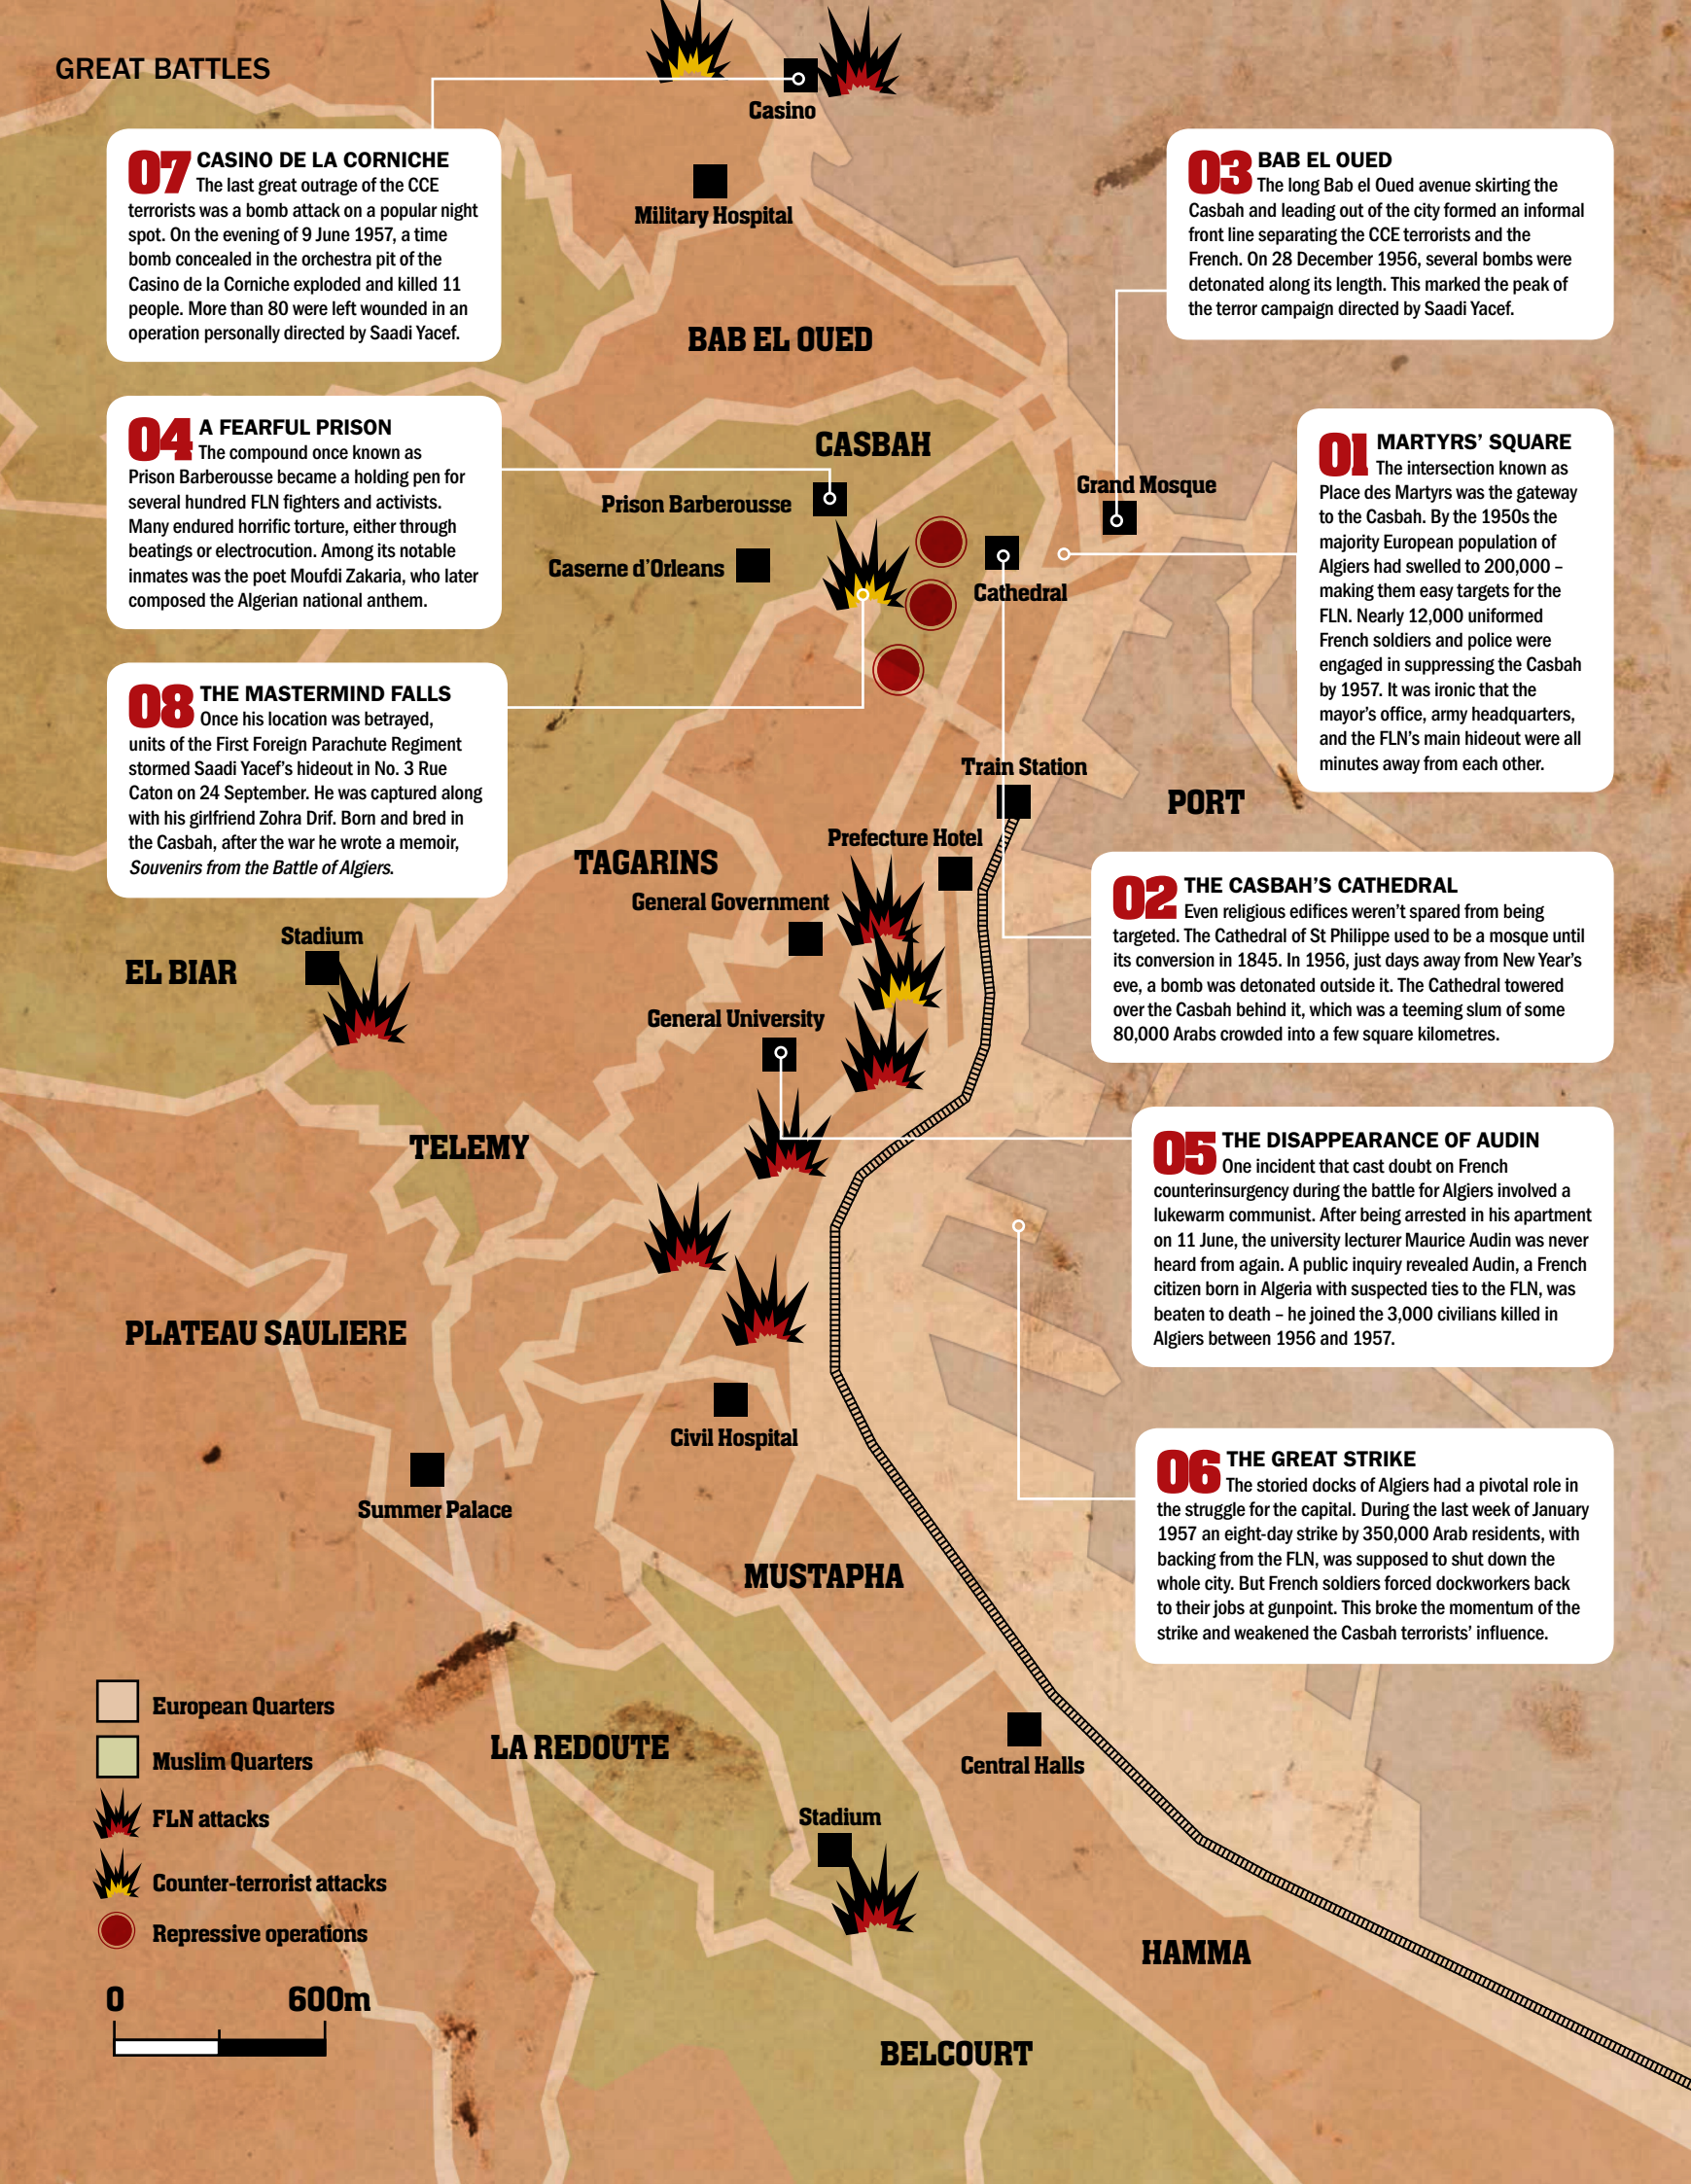 GREAT BATTLES
Casino
Military Hospital
07 CASINO DE LA CORNICHE
The last great outrage of the CCE
terrorists was a bomb attack on a popular night
spot. On the evening of 9 June 1957, a time
bomb concealed in the orchestra pit of the
Casino de la Corniche exploded and killed 11
people. More than 80 were left wounded in an
operation personally directed by Saadi Yacef.
03 BAB EL OUED
The long Bab el Oued avenue skirting the
Casbah and leading out of the city formed an informal
front line separating the CCE terrorists and the
French. On 28 December 1956, several bombs were
detonated along its length. This marked the peak of
the terror campaign directed by Saadi Yacef.
BAB EL OUED
04 A FEARFUL PRISON
The compound once known as
Prison Barberousse became a holding pen for
several hundred FLN fighters and activists.
Many endured horrific torture, either through
beatings or electrocution. Among its notable
inmates was the poet Moufdi Zakaria, who later
composed the Algerian national anthem.
CASBAH
Prison Barberousse
Caserne d'Orleans
Grand Mosque
Cathedral
01 MARTYRS' SQUARE
The intersection known as
Place des Martyrs was the gateway
to the Casbah. By the 1950s the
majority European population of
Algiers had swelled to 200,000 –
making them easy targets for the
FLN. Nearly 12,000 uniformed
French soldiers and police were
engaged in suppressing the Casbah
by 1957. It was ironic that the
mayor's office, army headquarters,
and the FLN's main hideout were all
minutes away from each other.
08 THE MASTERMIND FALLS
Once his location was betrayed,
units of the First Foreign Parachute Regiment
stormed Saadi Yacef's hideout in No. 3 Rue
Caton on 24 September. He was captured along
with his girlfriend Zohra Drif. Born and bred in
the Casbah, after the war he wrote a memoir,
Souvenirs from the Battle of Algiers.
Train Station
PORT
Prefecture Hotel
TAGARINS
General Government
Stadium
EL BIAR
General University
02 THE CASBAH'S CATHEDRAL
Even religious edifices weren't spared from being
targeted. The Cathedral of St Philippe used to be a mosque until
its conversion in 1845. In 1956, just days away from New Year's
eve, a bomb was detonated outside it. The Cathedral towered
over the Casbah behind it, which was a teeming slum of some
80,000 Arabs crowded into a few square kilometres.
TELEMY
05 THE DISAPPEARANCE OF AUDIN
One incident that cast doubt on French
counterinsurgency during the battle for Algiers involved a
lukewarm communist. After being arrested in his apartment
on 11 June, the university lecturer Maurice Audin was never
heard from again. A public inquiry revealed Audin, a French
citizen born in Algeria with suspected ties to the FLN, was
beaten to death – he joined the 3,000 civilians killed in
Algiers between 1956 and 1957.
PLATEAU SAULIERE
Civil Hospital
Summer Palace
06 THE GREAT STRIKE
The storied docks of Algiers had a pivotal role in
the struggle for the capital. During the last week of January
1957 an eight-day strike by 350,000 Arab residents, with
backing from the FLN, was supposed to shut down the
whole city. But French soldiers forced dockworkers back
to their jobs at gunpoint. This broke the momentum of the
strike and weakened the Casbah terrorists' influence.
MUSTAPHA
LA REDOUTE
Central Halls
Stadium
HAMMA
BELCOURT
European Quarters
Muslim Quarters
FLN attacks
Counter-terrorist attacks
Repressive operations
0 600m